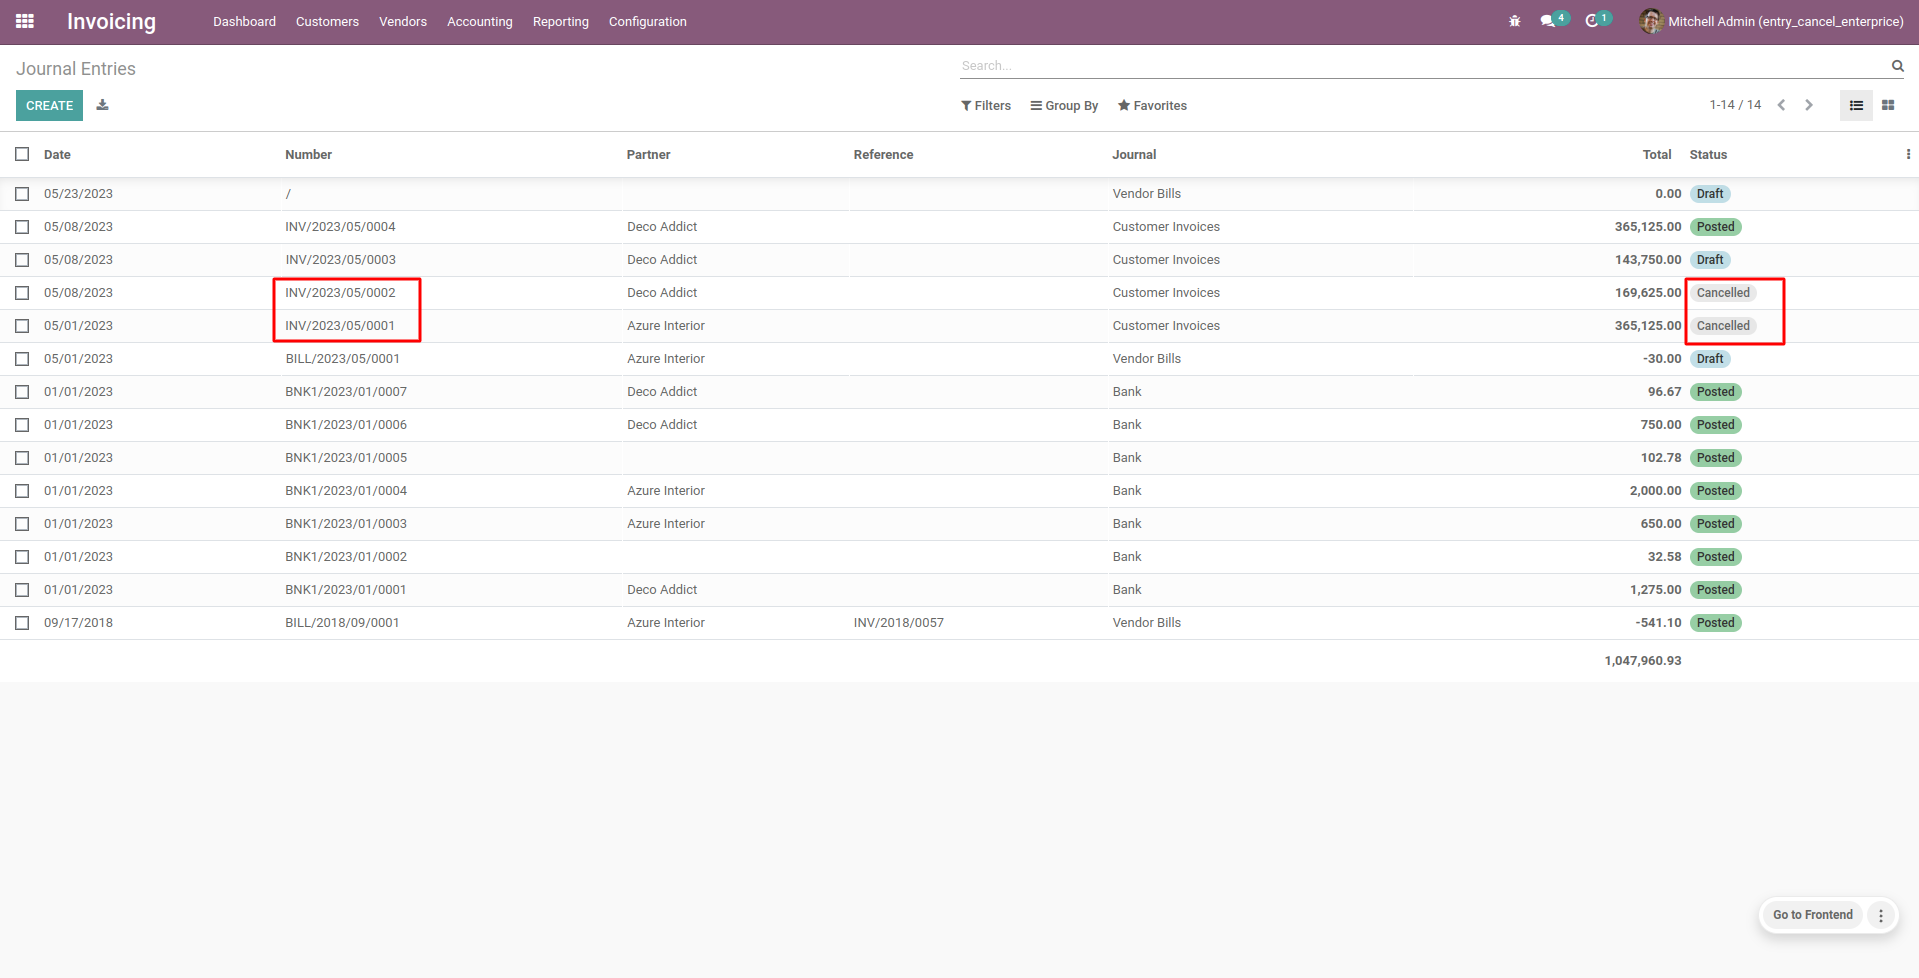 Invoicing Dashboard Customers Vendors Accounting Reporting Configuration 4 1 Mitchell Admin (entry_cancel_enterprice)
Journal Entries Search...
CREATE Filters Group By Favorites 1-14 / 14
Date Number Partner Reference Journal Total Status
05/23/2023 / Vendor Bills 0.00 Draft
05/08/2023 INV/2023/05/0004 Deco Addict Customer Invoices 365,125.00 Posted
05/08/2023 INV/2023/05/0003 Deco Addict Customer Invoices 143,750.00 Draft
05/08/2023 INV/2023/05/0002 Deco Addict Customer Invoices 169,625.00 Cancelled
05/01/2023 INV/2023/05/0001 Azure Interior Customer Invoices 365,125.00 Cancelled
05/01/2023 BILL/2023/05/0001 Azure Interior Vendor Bills -30.00 Draft
01/01/2023 BNK1/2023/01/0007 Deco Addict Bank 96.67 Posted
01/01/2023 BNK1/2023/01/0006 Deco Addict Bank 750.00 Posted
01/01/2023 BNK1/2023/01/0005 Bank 102.78 Posted
01/01/2023 BNK1/2023/01/0004 Azure Interior Bank 2,000.00 Posted
01/01/2023 BNK1/2023/01/0003 Azure Interior Bank 650.00 Posted
01/01/2023 BNK1/2023/01/0002 Bank 32.58 Posted
01/01/2023 BNK1/2023/01/0001 Deco Addict Bank 1,275.00 Posted
09/17/2018 BILL/2018/09/0001 Azure Interior INV/2018/0057 Vendor Bills -541.10 Posted
1,047,960.93
Go to Frontend